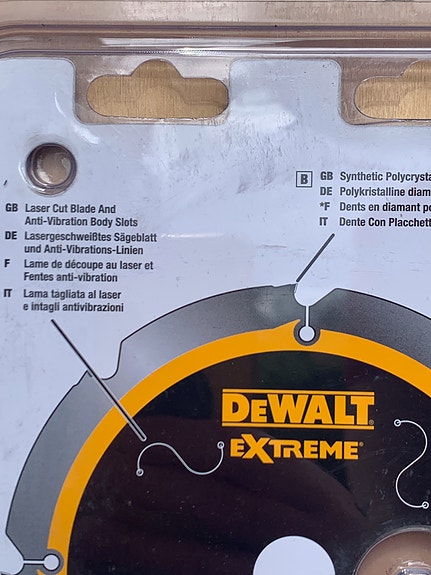 GB Laser Cut Blade And
Anti-Vibration Body Slots
DE Lasergeschweißtes Sägeblatt
und Anti-Vibrations-Linien
F Lame de découpe au laser et
Fentes anti-vibration
IT Lama tagliata al laser
e intagli antivibrazioni
B GB Synthetic Polycrysta
DE Polykristalline diam
*F Dents en diamant po
IT Dente Con Placchett
DEWALT
EXTREME